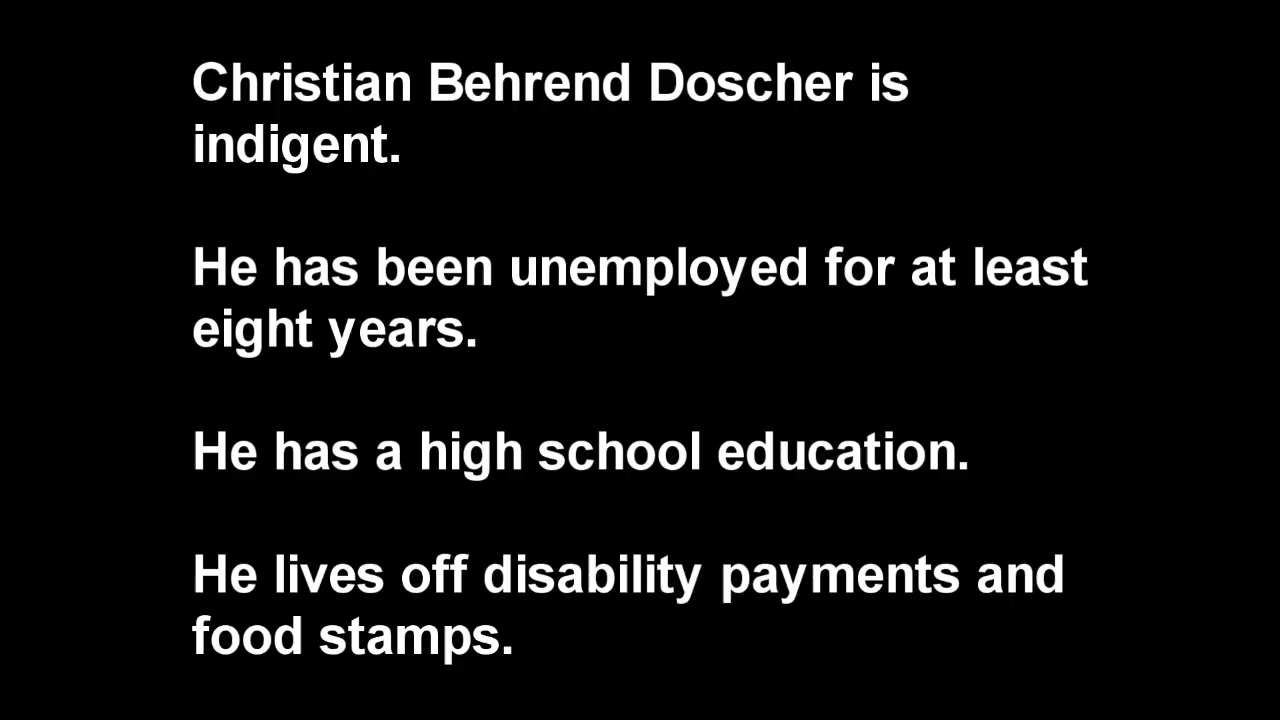 Christian Behrend Doscher is
indigent.
He has been unemployed for at least
eight years.
He has a high school education.
He lives off disability payments and
food stamps.